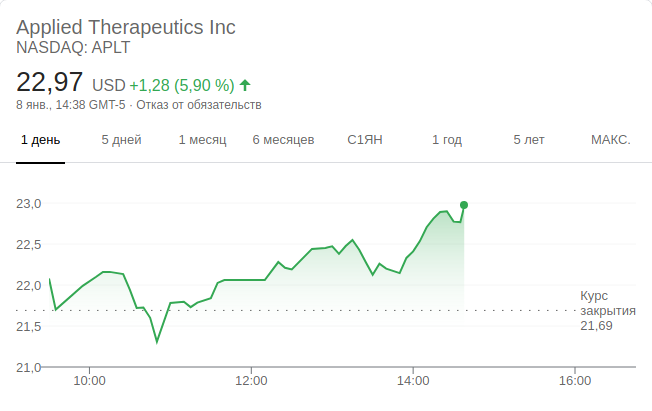 Applied Therapeutics Inc
NASDAQ: APLT
22,97 USD +1,28 (5,90 %)
8 янв., 14:38 GMT-5 · Отказ от обязательств
1 день 5 дней 1 месяц 6 месяцев С1ЯН 1 год 5 лет МАКС.
23,0
22,5
22,0
21,5
21,0
Курс
закрытия
21,69
10:00 12:00 14:00 16:00